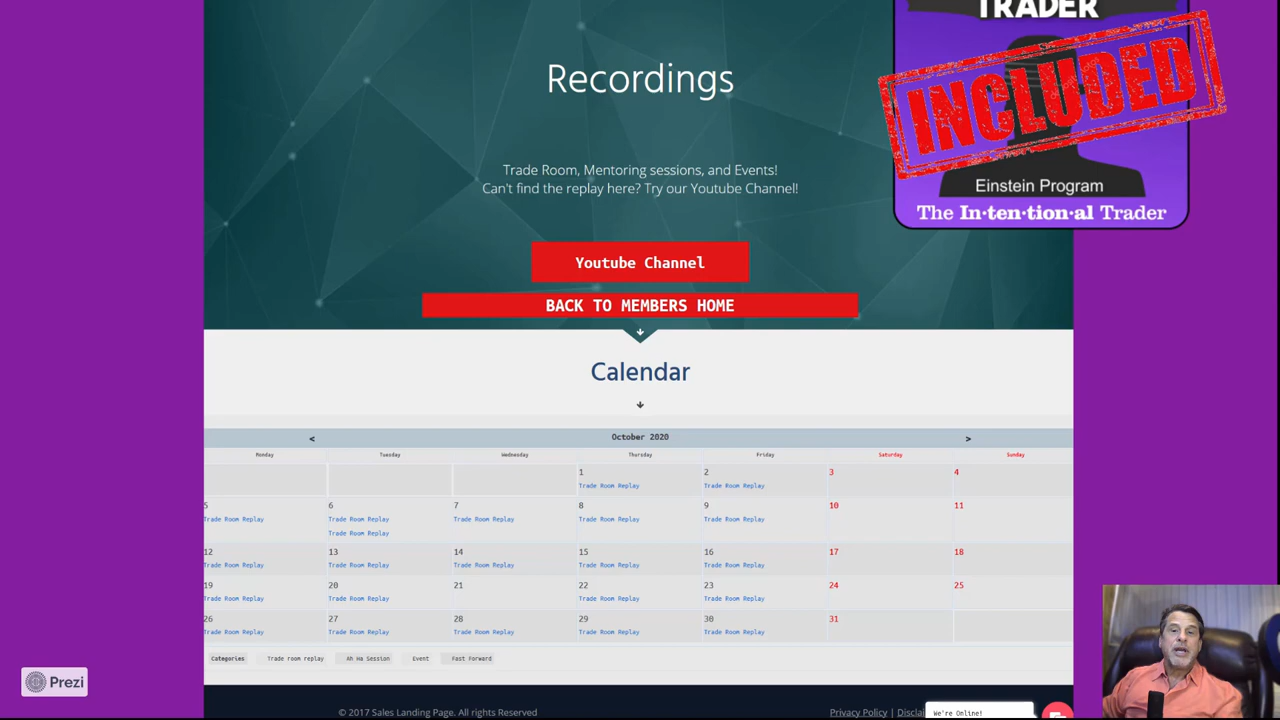 TRADER
INCLUDED
Einstein Program
The In·ten·tion·al Trader
Recordings
Trade Room, Mentoring sessions, and Events!
Can't find the replay here? Try our Youtube Channel!
Youtube Channel
BACK TO MEMBERS HOME
Calendar
< October 2020 >
Monday Tuesday Wednesday Thursday Friday Saturday Sunday
1 2 3 4
Trade Room Replay Trade Room Replay
5 6 7 8 9 10 11
Trade Room Replay Trade Room Replay Trade Room Replay Trade Room Replay Trade Room Replay
Trade Room Replay
12 13 14 15 16 17 18
Trade Room Replay Trade Room Replay Trade Room Replay Trade Room Replay Trade Room Replay
19 20 21 22 23 24 25
Trade Room Replay Trade Room Replay Trade Room Replay Trade Room Replay
26 27 28 29 30 31
Trade Room Replay Trade Room Replay Trade Room Replay Trade Room Replay Trade Room Replay
Categories Trade room replay Ah Ha Session Event Fast Forward
Prezi
© 2017 Sales Landing Page. All rights Reserved
Privacy Policy | Disclai
We're Online!